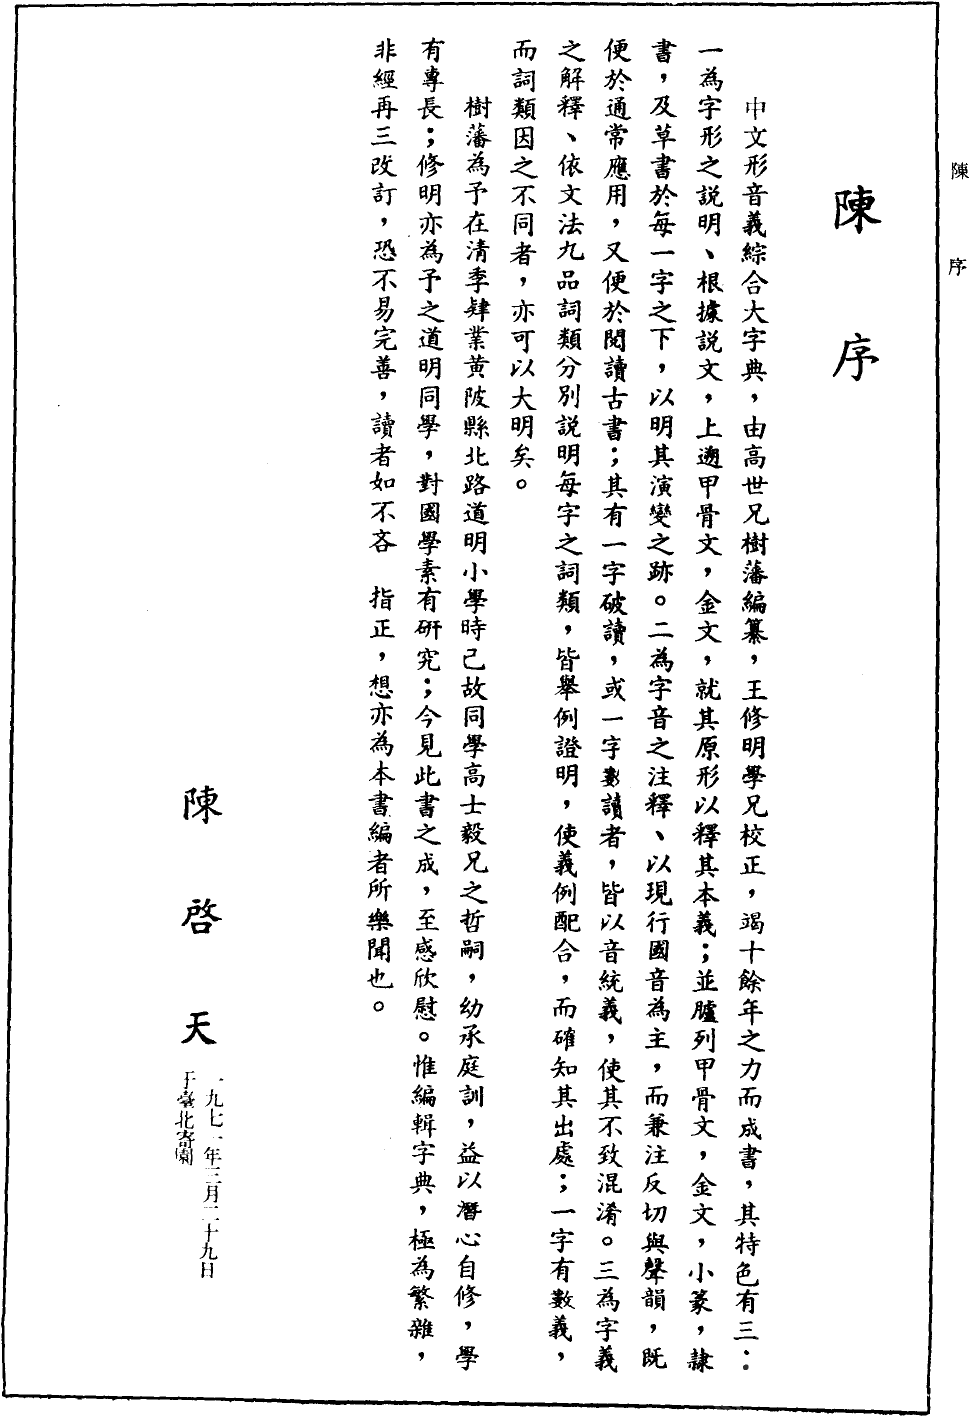 陳序
陳序
中文形音義綜合大字典，由高世兄樹藩編纂，王修明學兄校正，竭十餘年之力而成書，其特色有三：
一為字形之說明、根據說文，上遡甲骨文，金文，就其原形以釋其本義；並臚列甲骨文，金文，小篆，隸
書，及草書於每一字之下，以明其演變之跡。二為字音之注釋、以現行國音為主，而兼注反切與聲韻，既
便於通常應用，又便於閱讀古書；其有一字破讀，或一字數讀者，皆以音統義，使其不致混淆。三為字義
之解釋、依文法九品詞類分別說明每字之詞類，皆舉例證明，使義例配合，而確知其出處；一字有數義，
而詞類因之不同者，亦可以大明矣。
樹藩為予在清季肄業黃陂縣北路道明小學時已故同學高士毅兄之哲嗣，幼承庭訓，益以潛心自修，學
有專長；修明亦為予之道明同學，對國學素有研究；今見此書之成，至感欣慰。惟編輯字典，極為繁雜，
非經再三改訂，恐不易完善，讀者如不吝　指正，想亦為本書編者所樂聞也。
陳啓天
一九七一年三月二十九日
于臺北寄園